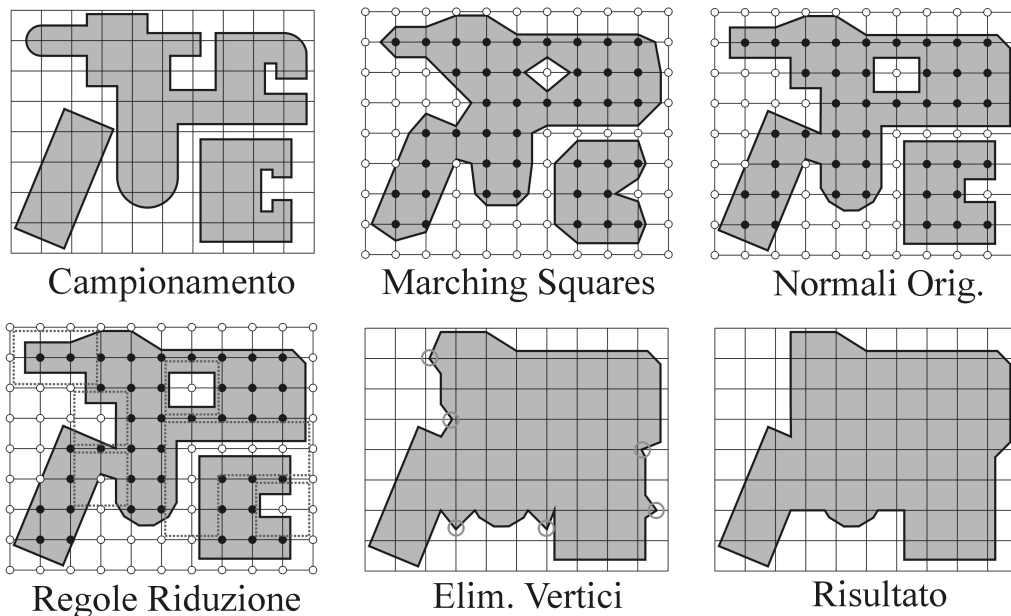 Campionamento
Marching Squares
Normali Orig.
Regole Riduzione
Elim. Vertici
Risultato